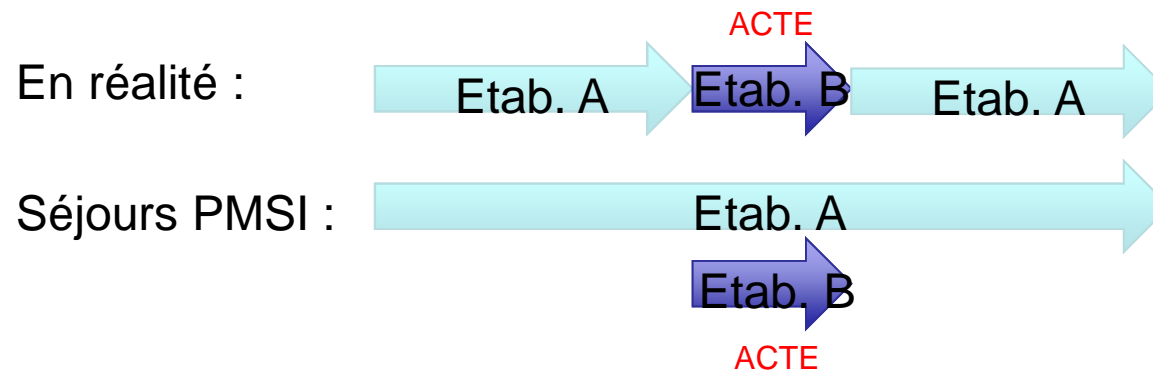 ACTE
En réalité :
Etab. A
Etab. B
Etab. A
Séjours PMSI :
Etab. A
Etab. B
ACTE